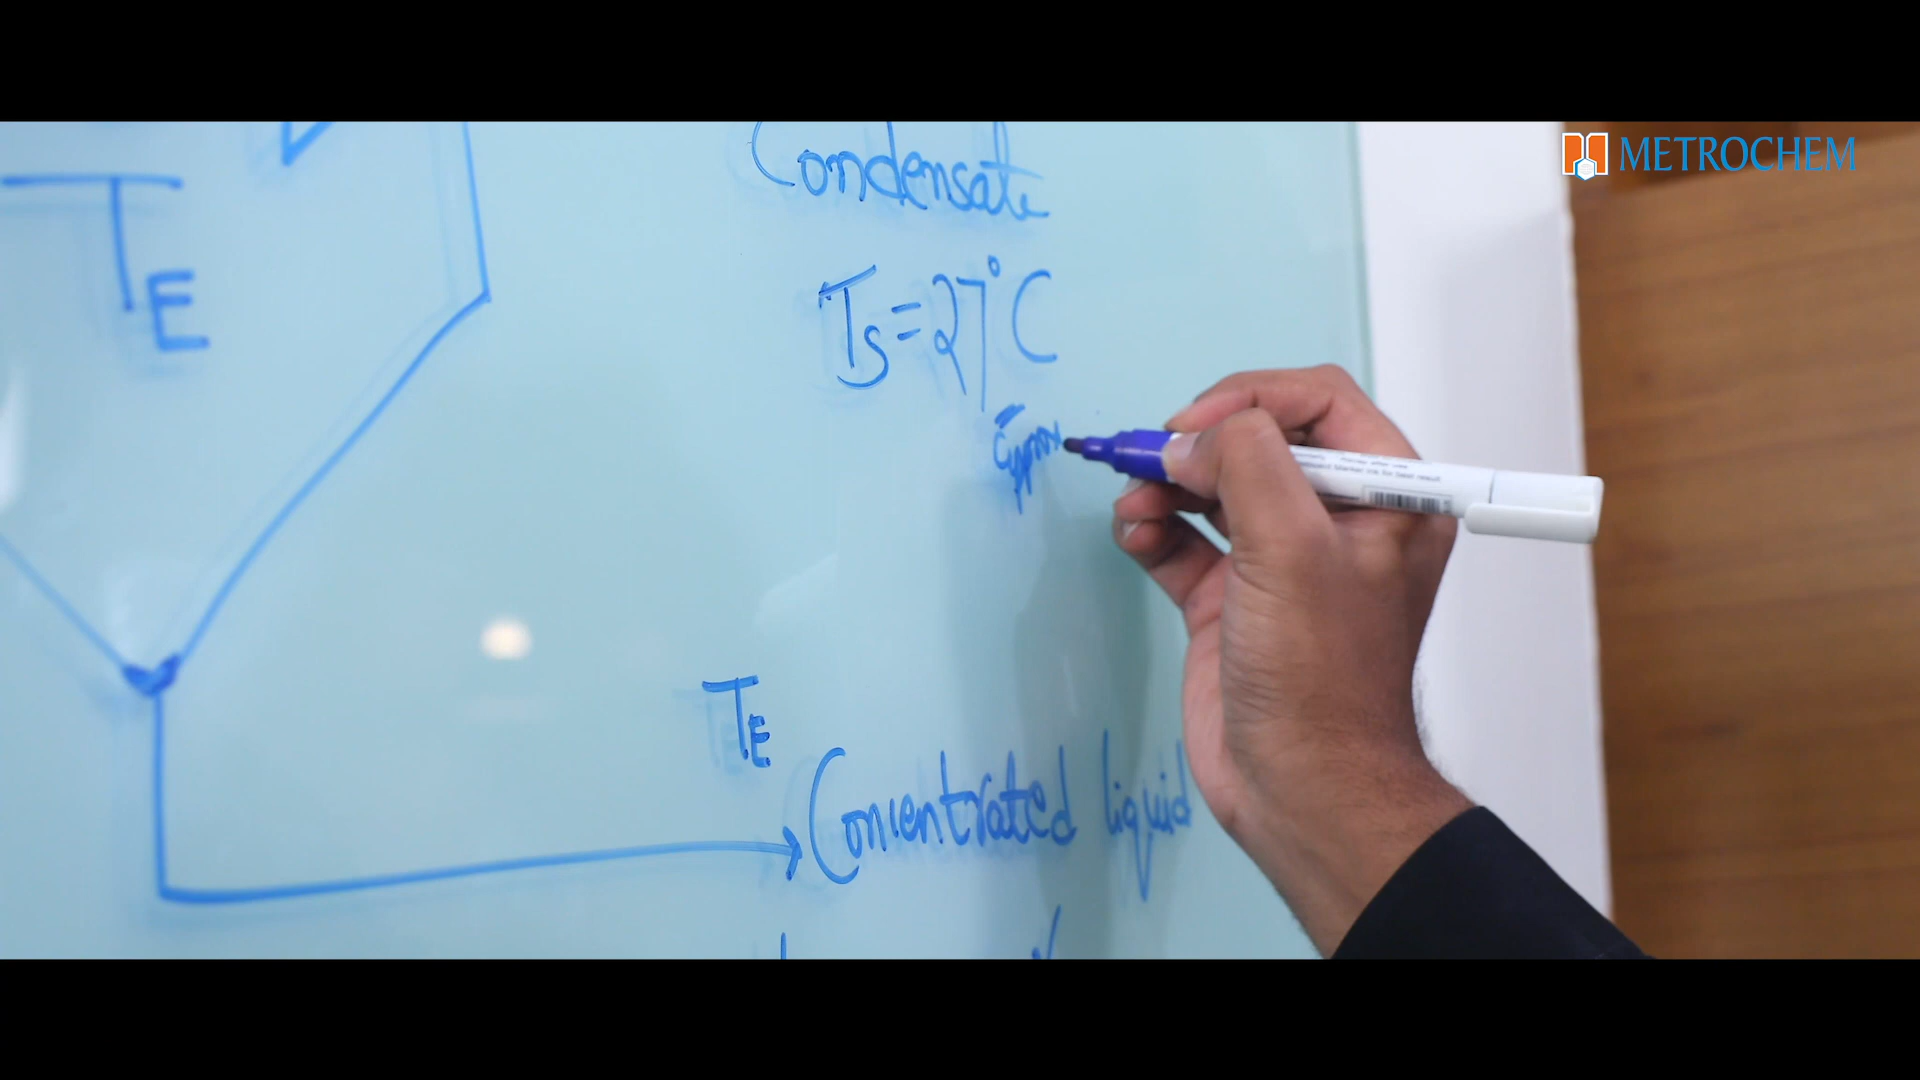 METROCHEM
Condensate
TE
Ts = 27°C
TE
Concentrated liquid